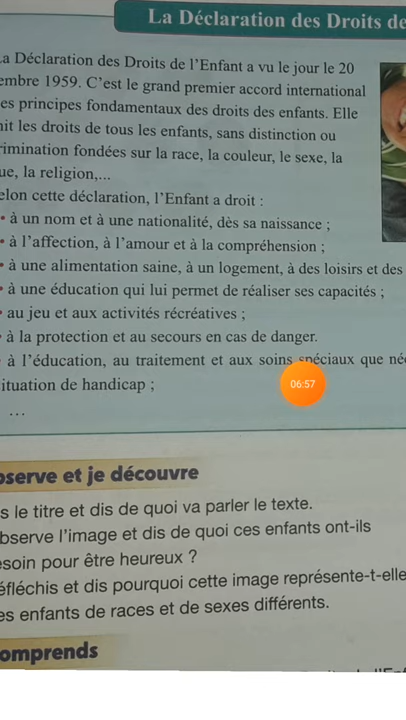 La Déclaration des Droits de
a Déclaration des Droits de l'Enfant a vu le jour le 20
embre 1959. C'est le grand premier accord international
es principes fondamentaux des droits des enfants. Elle
nit les droits de tous les enfants, sans distinction ou
rimination fondées sur la race, la couleur, le sexe, la
ue, la religion,...
elon cette déclaration, l'Enfant a droit :
• à un nom et à une nationalité, dès sa naissance ;
• à l'affection, à l'amour et à la compréhension ;
• à une alimentation saine, à un logement, à des loisirs et des
• à une éducation qui lui permet de réaliser ses capacités ;
• au jeu et aux activités récréatives ;
• à la protection et au secours en cas de danger.
à l'éducation, au traitement et aux soins spéciaux que né
ituation de handicap ;
06:57
...
bserve et je découvre
s le titre et dis de quoi va parler le texte.
bserve l'image et dis de quoi ces enfants ont-ils
esoin pour être heureux ?
éfléchis et dis pourquoi cette image représente-t-elle
es enfants de races et de sexes différents.
omprends